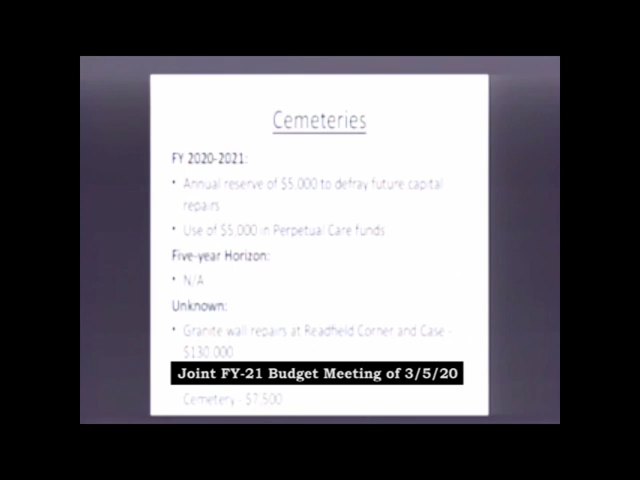 Cemeteries
FY 2020-2021:
• Annual reserve of $5,000 to defray future capital
repairs
• Use of $5,000 in Perpetual Care funds
Five-year Horizon:
• N/A
Unknown:
• Granite wall repairs at Readfield Corner and Case -
$130,000
Joint FY-21 Budget Meeting of 3/5/20
Cemetery - $7,500